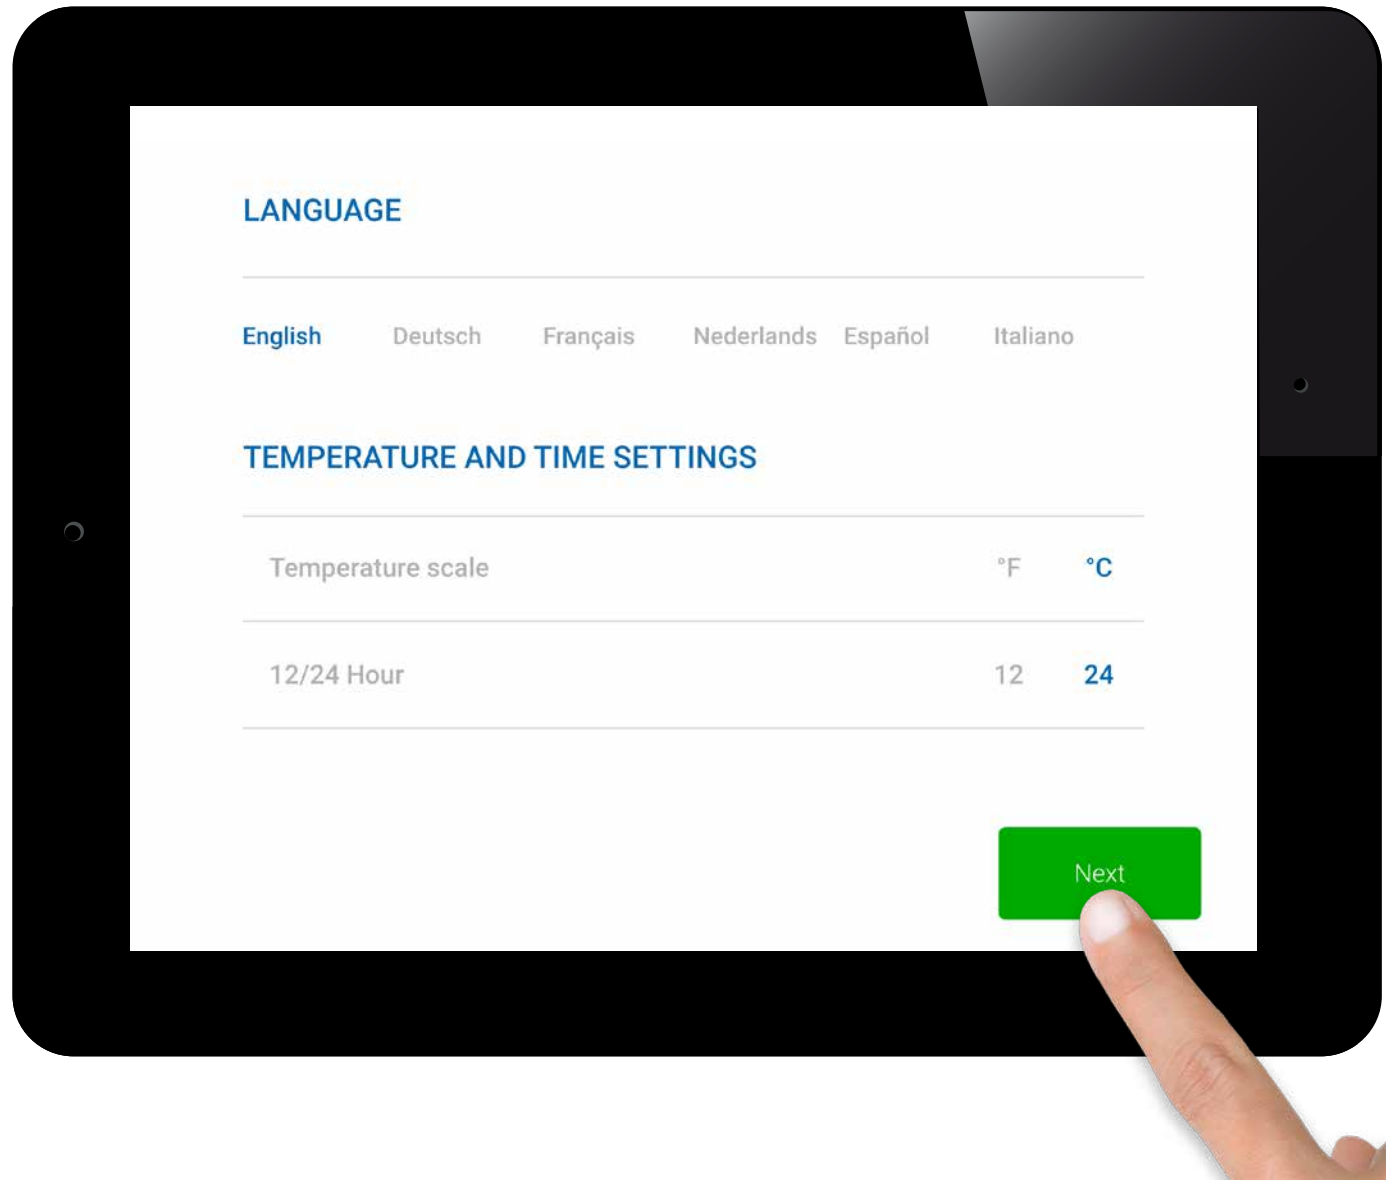 LANGUAGE
English Deutsch Français Nederlands Español Italiano
TEMPERATURE AND TIME SETTINGS
Temperature scale °F °C
12/24 Hour 12 24
Next